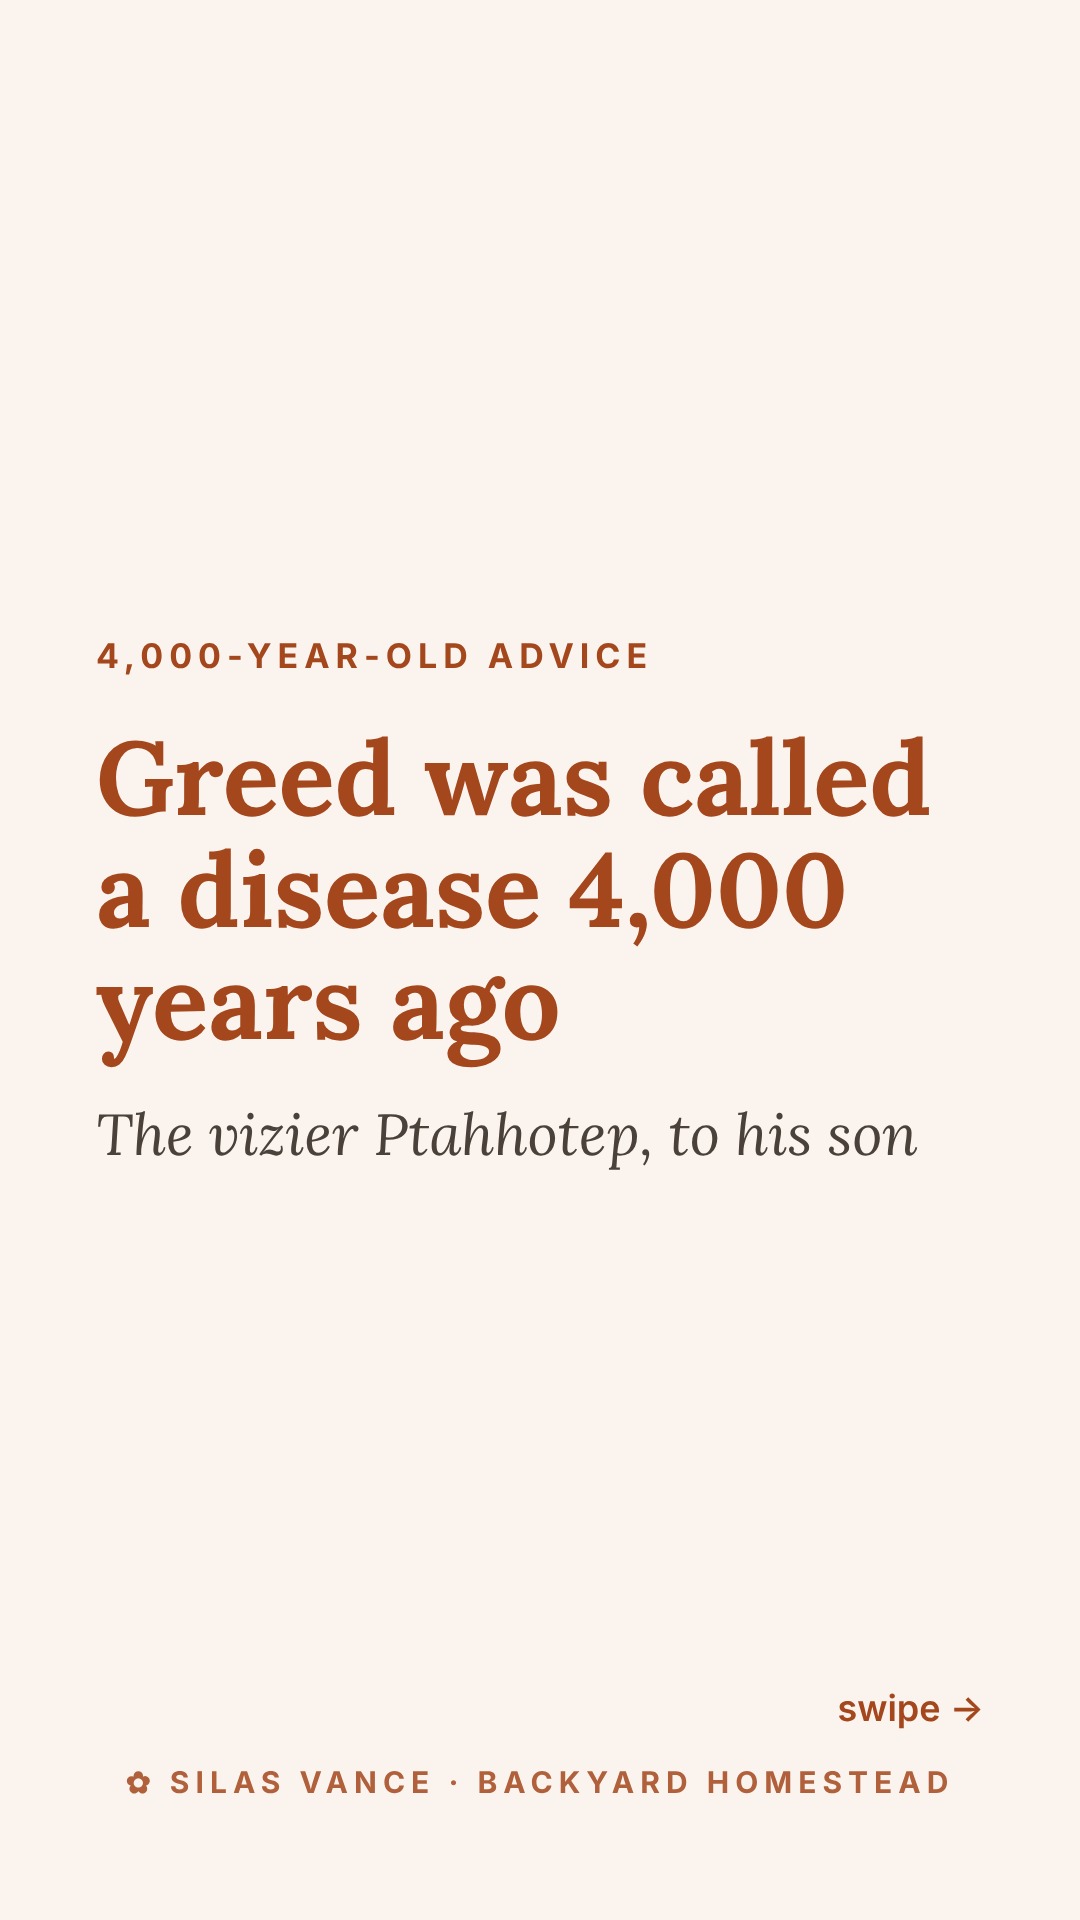 4,000-YEAR-OLD ADVICE
Greed was called
a disease 4,000
years ago
The vizier Ptahhotep, to his son
swipe →
✿ SILAS VANCE · BACKYARD HOMESTEAD